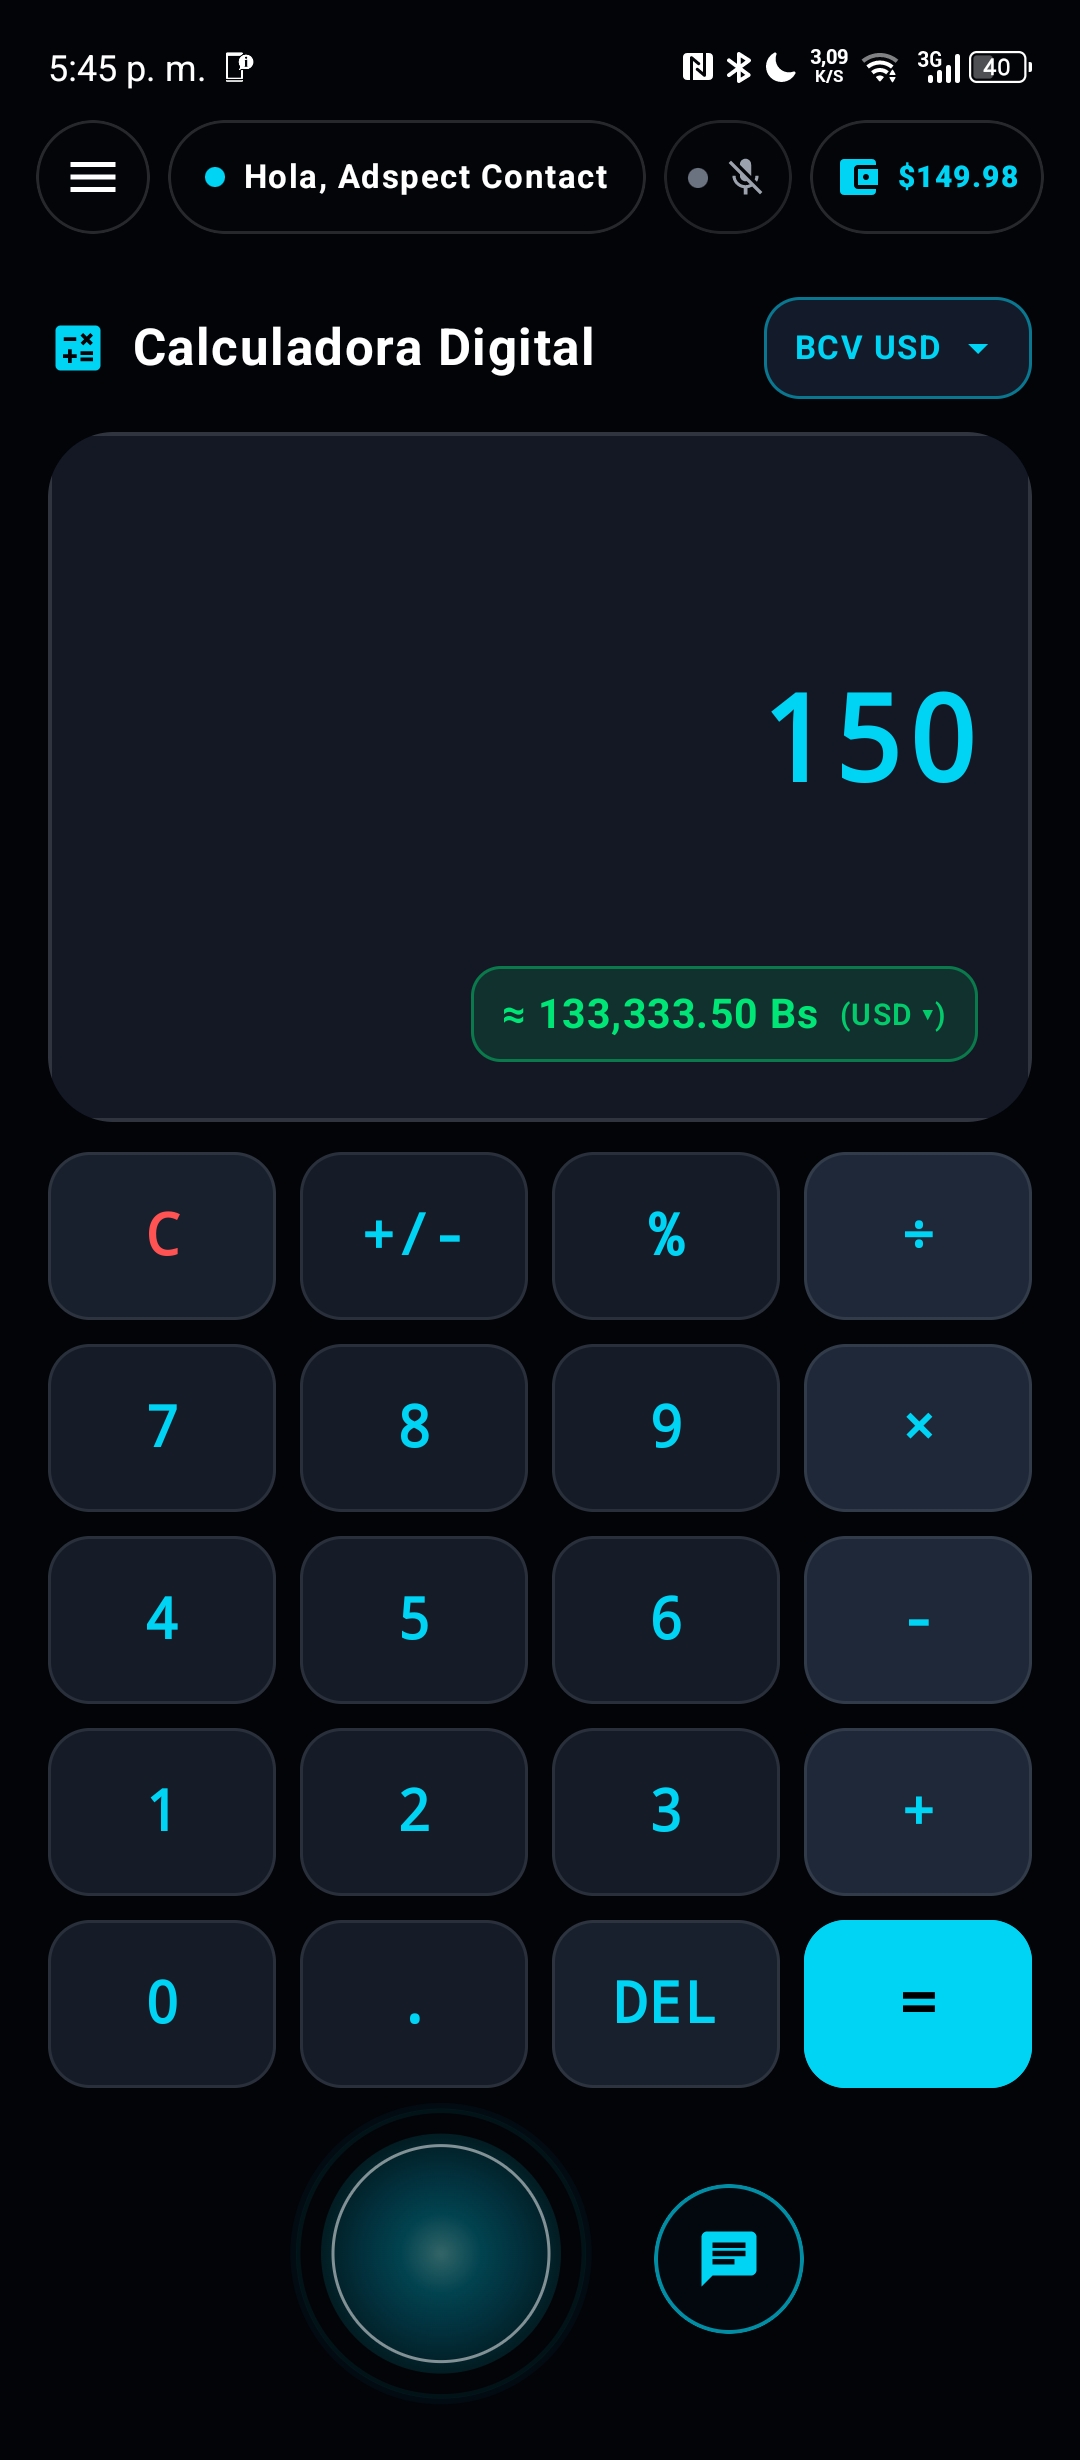 5:45 p. m. 3,09 K/S 3G 40
Hola, Adspect Contact $149.98
Calculadora Digital BCV USD
150
≈ 133,333.50 Bs (USD ▾)
C +/- % ÷
7 8 9 ×
4 5 6 -
1 2 3 +
0 . DEL =